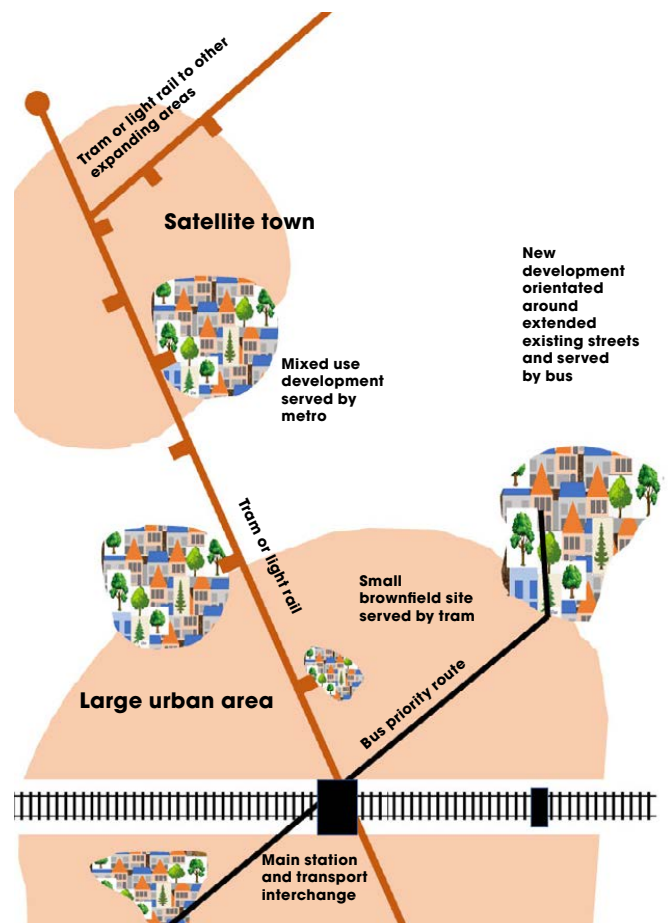 Tram or light rail to other
expanding areas
Satellite town
New
development
orientated
around
extended
existing streets
and served
by bus
Mixed use
development
served by
metro
Tram or light rail
Small
brownfield site
served by tram
Large urban area
Bus priority route
Main station
and transport
interchange